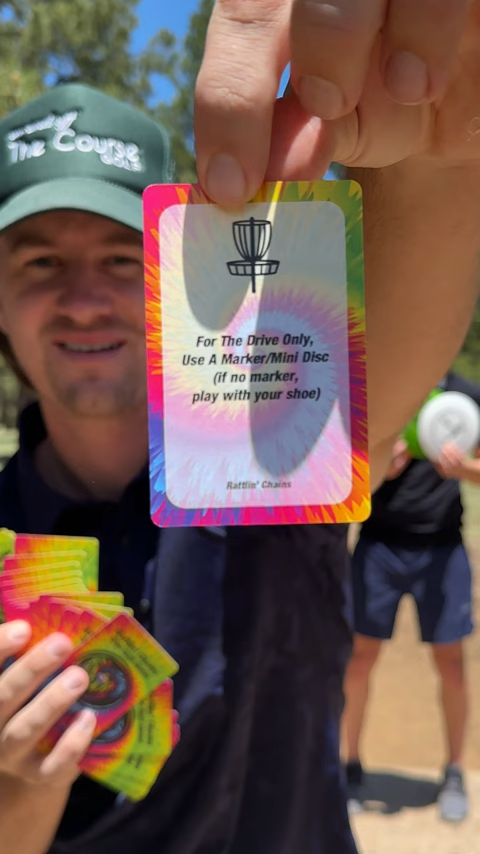 The Course
For The Drive Only,
Use A Marker/Mini Disc
(if no marker,
play with your shoe)
Rattlin' Chains